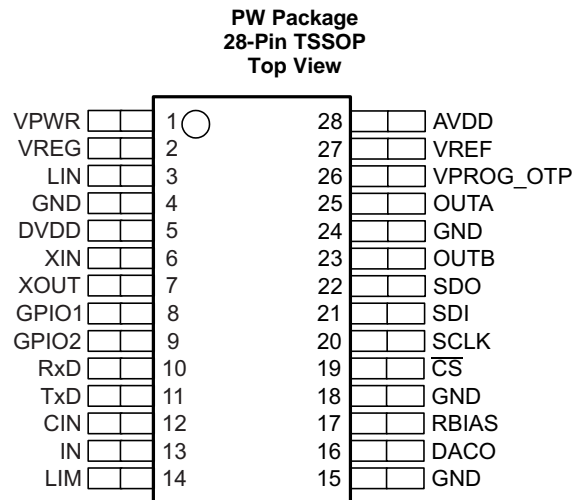 PW Package
28-Pin TSSOP
Top View
VPWR 1 28 AVDD
VREG 2 27 VREF
LIN 3 26 VPROG_OTP
GND 4 25 OUTA
DVDD 5 24 GND
XIN 6 23 OUTB
XOUT 7 22 SDO
GPIO1 8 21 SDI
GPIO2 9 20 SCLK
RxD 10 19 C̅S̅
TxD 11 18 GND
CIN 12 17 RBIAS
IN 13 16 DACO
LIM 14 15 GND